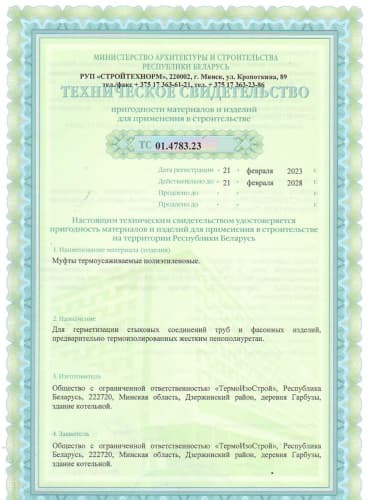 МИНИСТЕРСТВО АРХИТЕКТУРЫ И СТРОИТЕЛЬСТВА
РЕСПУБЛИКИ БЕЛАРУСЬ
РУП «СТРОЙТЕХНОРМ», 220002, г. Минск, ул. Кропоткина, 89
тел./факс + 375 17 363-61-21, тел. + 375 17 363-23-86
ТЕХНИЧЕСКОЕ СВИДЕТЕЛЬСТВО
пригодности материалов и изделий
для применения в строительстве
ТС 01.4783.23
Дата регистрации - 21 - февраля 2023 г.
Действительно до - 21 - февраля 2028 г.
Продлено до - - - г.
Продлено до - - - г.
Настоящим техническим свидетельством удостоверяется
пригодность материалов и изделий для применения в строительстве
на территории Республики Беларусь
1. Наименование материала (изделия)
Муфты термоусаживаемые полиэтиленовые.
2. Назначение
Для герметизации стыковых соединений труб и фасонных изделий,
предварительно термоизолированных жестким пенополиуретан.
3. Изготовитель
Общество с ограниченной ответственностью «ТермоИзоСтрой», Республика
Беларусь, 222720, Минская область, Дзержинский район, деревня Гарбузы,
здание котельной.
4. Заявитель
Общество с ограниченной ответственностью «ТермоИзоСтрой», Республика
Беларусь, 222720, Минская область, Дзержинский район, деревня Гарбузы,
здание котельной.